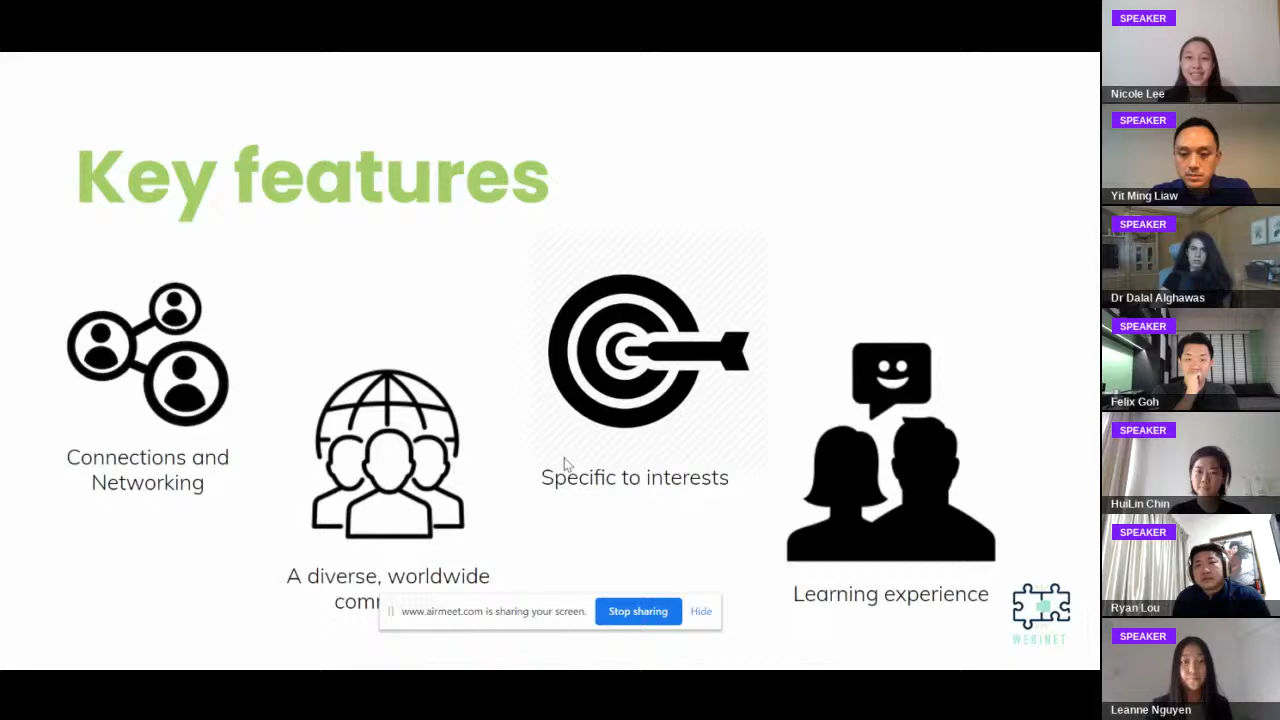 Key features
Connections and
Networking
A diverse, worldwide
Specific to interests
Learning experience
www.airmeet.com is sharing your screen.
Stop sharing
Hide
WEBINET
SPEAKER
Nicole Lee
SPEAKER
Yit Ming Liaw
SPEAKER
Dr Dalal Alghawas
SPEAKER
Felix Goh
SPEAKER
HuiLin Chin
SPEAKER
Ryan Lou
SPEAKER
Leanne Nguyen